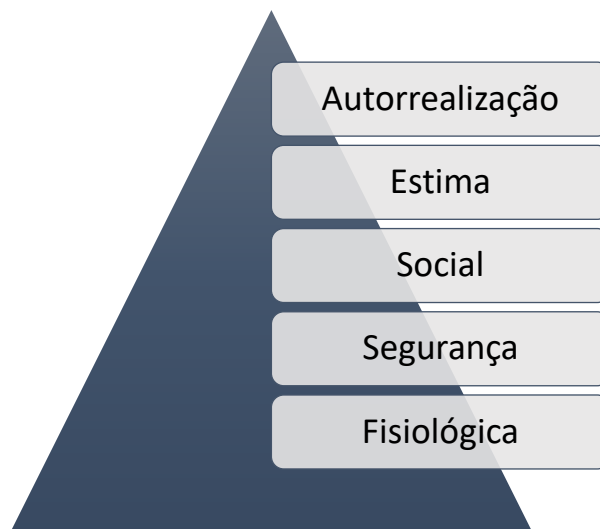 Autorrealização
Estima
Social
Segurança
Fisiológica